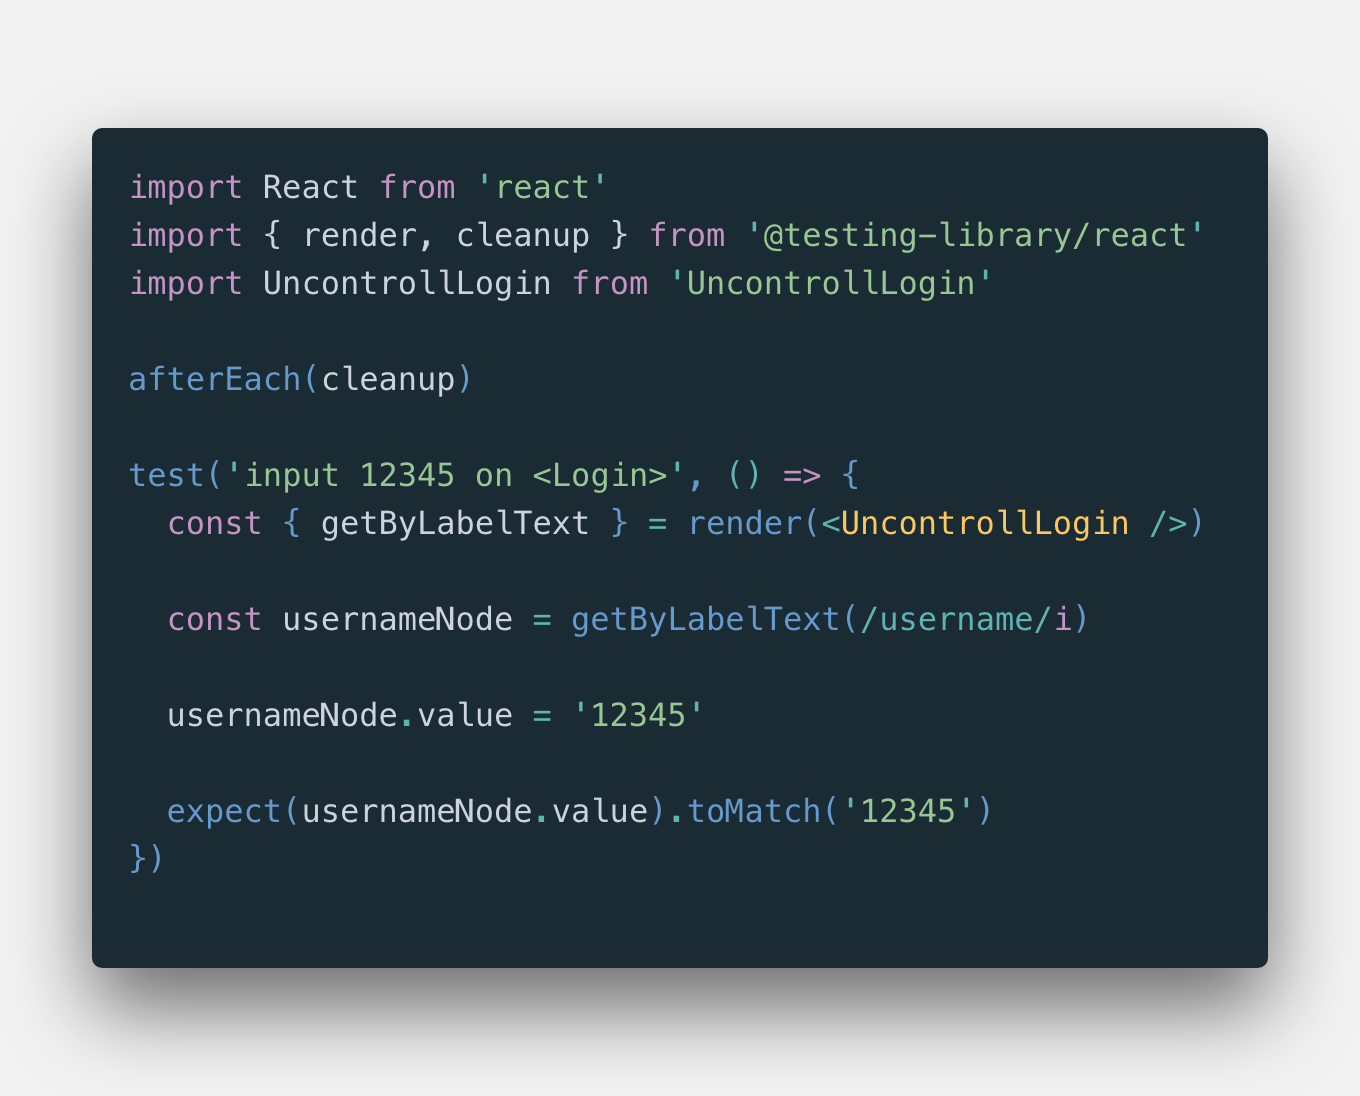 import React from 'react'
import { render, cleanup } from '@testing-library/react'
import UncontrollLogin from 'UncontrollLogin'
afterEach(cleanup)
test('input 12345 on <Login>', () => {
  const { getByLabelText } = render(<UncontrollLogin />)
  const usernameNode = getByLabelText(/username/i)
  usernameNode.value = '12345'
  expect(usernameNode.value).toMatch('12345')
})